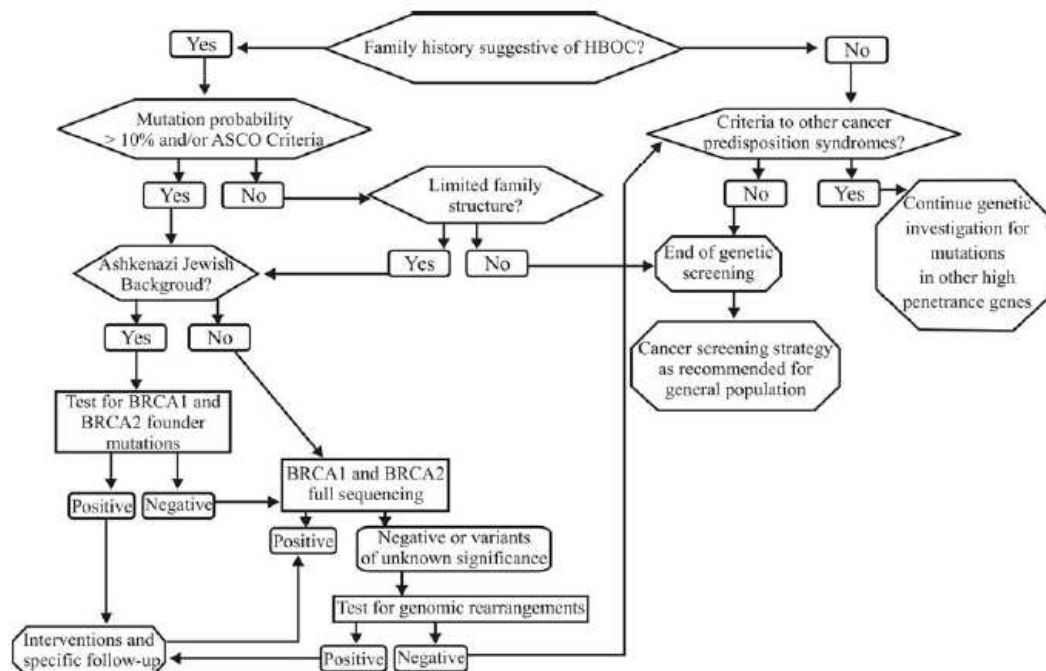 Family history suggestive of HBOC?
Yes
No
Mutation probability
> 10% and/or ASCO Criteria
Criteria to other cancer
predisposition syndromes?
Yes
No
Limited family
structure?
No
Yes
Continue genetic
investigation for
mutations
in other high
penetrance genes
Ashkenazi Jewish
Backgroud?
Yes
No
End of genetic
screening
Yes
No
Cancer screening strategy
as recommended for
general population
Test for BRCA1 and
BRCA2 founder
mutations
BRCA1 and BRCA2
full sequencing
Positive
Negative
Positive
Negative or variants
of unknown significance
Test for genomic rearrangements
Interventions and
specific follow-up
Positive
Negative